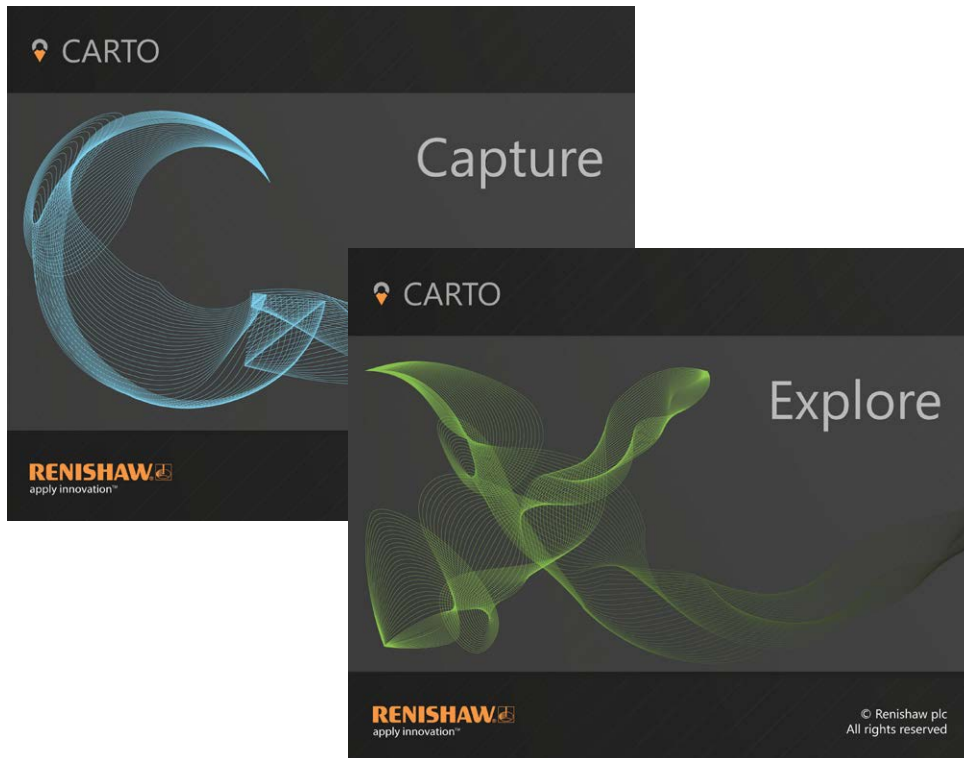 CARTO
Capture
RENISHAW
apply innovation™
CARTO
Explore
RENISHAW
apply innovation™
© Renishaw plc
All rights reserved